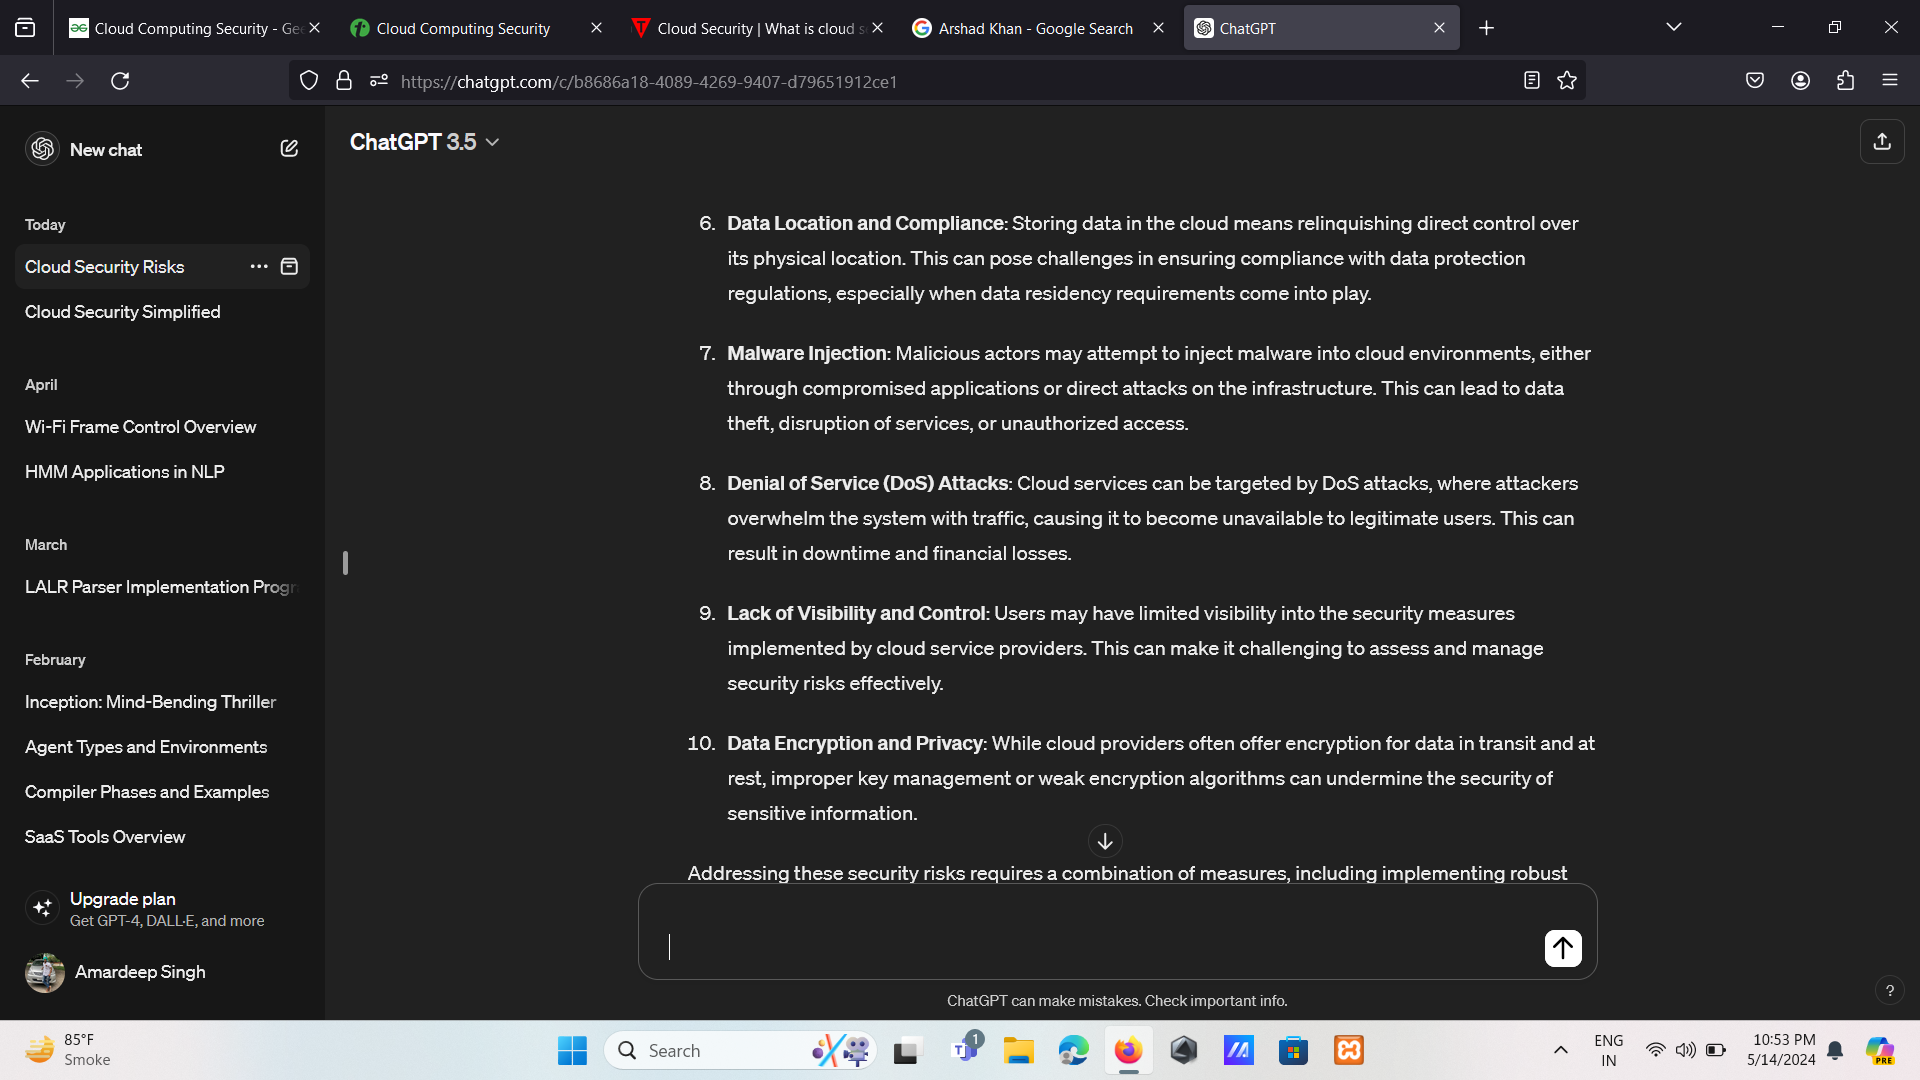 Cloud Computing Security - Gee
Cloud Computing Security
Cloud Security | What is cloud se
Arshad Khan - Google Search
ChatGPT
https://chatgpt.com/c/b8686a18-4089-4269-9407-d79651912ce1
New chat
Today
Cloud Security Risks
Cloud Security Simplified
April
Wi-Fi Frame Control Overview
HMM Applications in NLP
March
LALR Parser Implementation Progr
February
Inception: Mind-Bending Thriller
Agent Types and Environments
Compiler Phases and Examples
SaaS Tools Overview
Upgrade plan
Get GPT-4, DALL·E, and more
Amardeep Singh
ChatGPT 3.5
6. Data Location and Compliance: Storing data in the cloud means relinquishing direct control over
its physical location. This can pose challenges in ensuring compliance with data protection
regulations, especially when data residency requirements come into play.
7. Malware Injection: Malicious actors may attempt to inject malware into cloud environments, either
through compromised applications or direct attacks on the infrastructure. This can lead to data
theft, disruption of services, or unauthorized access.
8. Denial of Service (DoS) Attacks: Cloud services can be targeted by DoS attacks, where attackers
overwhelm the system with traffic, causing it to become unavailable to legitimate users. This can
result in downtime and financial losses.
9. Lack of Visibility and Control: Users may have limited visibility into the security measures
implemented by cloud service providers. This can make it challenging to assess and manage
security risks effectively.
10. Data Encryption and Privacy: While cloud providers often offer encryption for data in transit and at
rest, improper key management or weak encryption algorithms can undermine the security of
sensitive information.
Addressing these security risks requires a combination of measures, including implementing robust
ChatGPT can make mistakes. Check important info.
?
85°F
Smoke
Search
1
ENG
IN
10:53 PM
5/14/2024
PRE